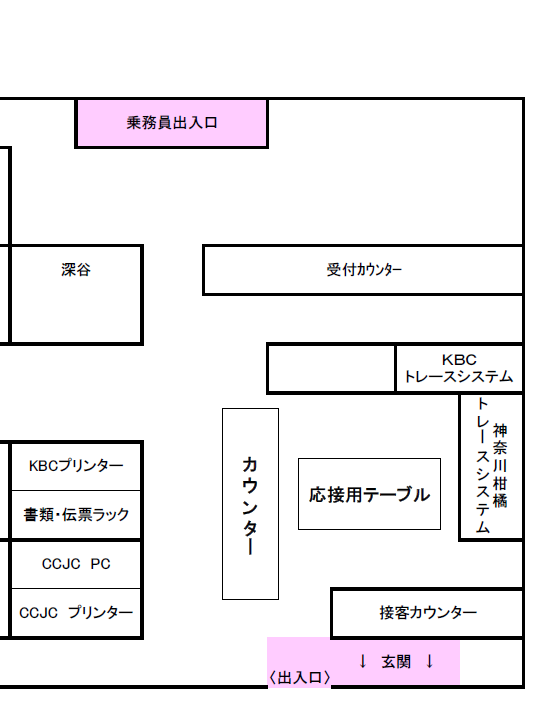 乗務員出入口
深谷
受付ｶｳﾝﾀｰ
ＫＢＣ
トレースシステム
神奈川柑橘
トレースシステム
カウンター
KBCプリンター
応接用テーブル
書類・伝票ラック
CCJC　PC
CCJC　プリンター
接客カウンター
↓　玄関　↓
〈出入口〉